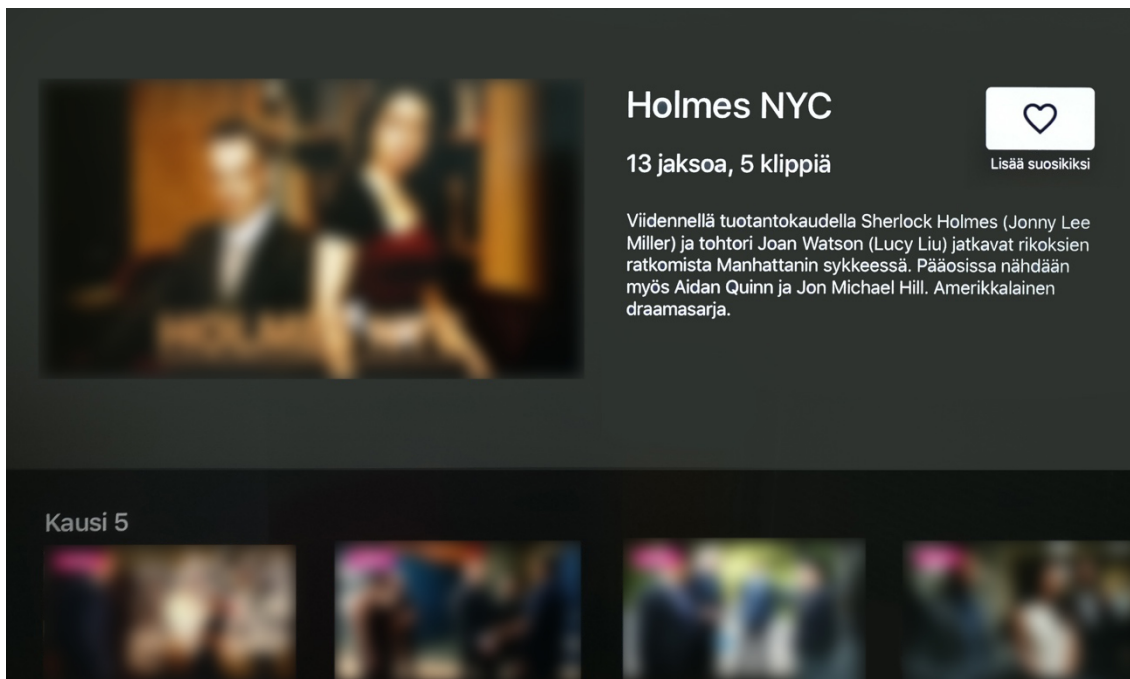 Holmes NYC
13 jaksoa, 5 klippiä
Lisää suosikiksi
Viidennellä tuotantokaudella Sherlock Holmes (Jonny Lee
Miller) ja tohtori Joan Watson (Lucy Liu) jatkavat rikoksien
ratkomista Manhattanin sykkeessä. Pääosissa nähdään
myös Aidan Quinn ja Jon Michael Hill. Amerikkalainen
draamasarja.
Kausi 5